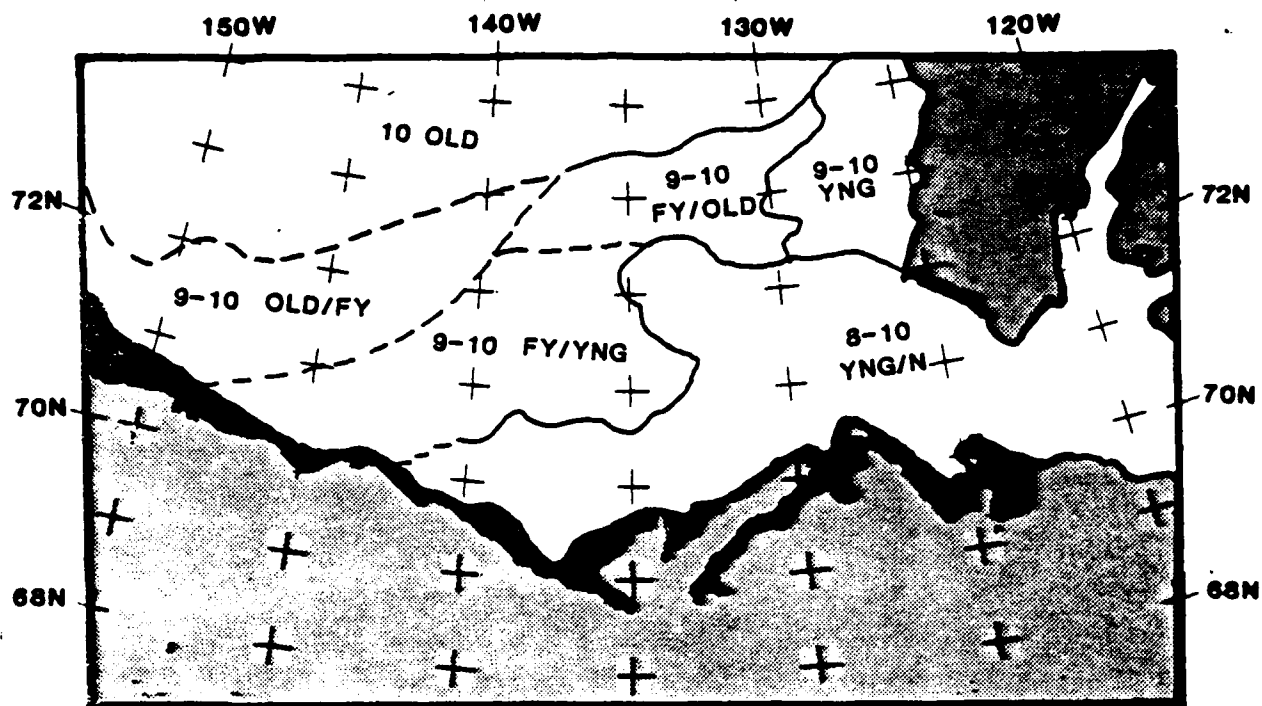 150W 140W 130W 120W
10 OLD
9-10
FY/OLD
9-10
YNG
72N
72N
9-10 OLD/FY
9-10 FY/YNG
8-10
YNG/N
70N
70N
68N
68N